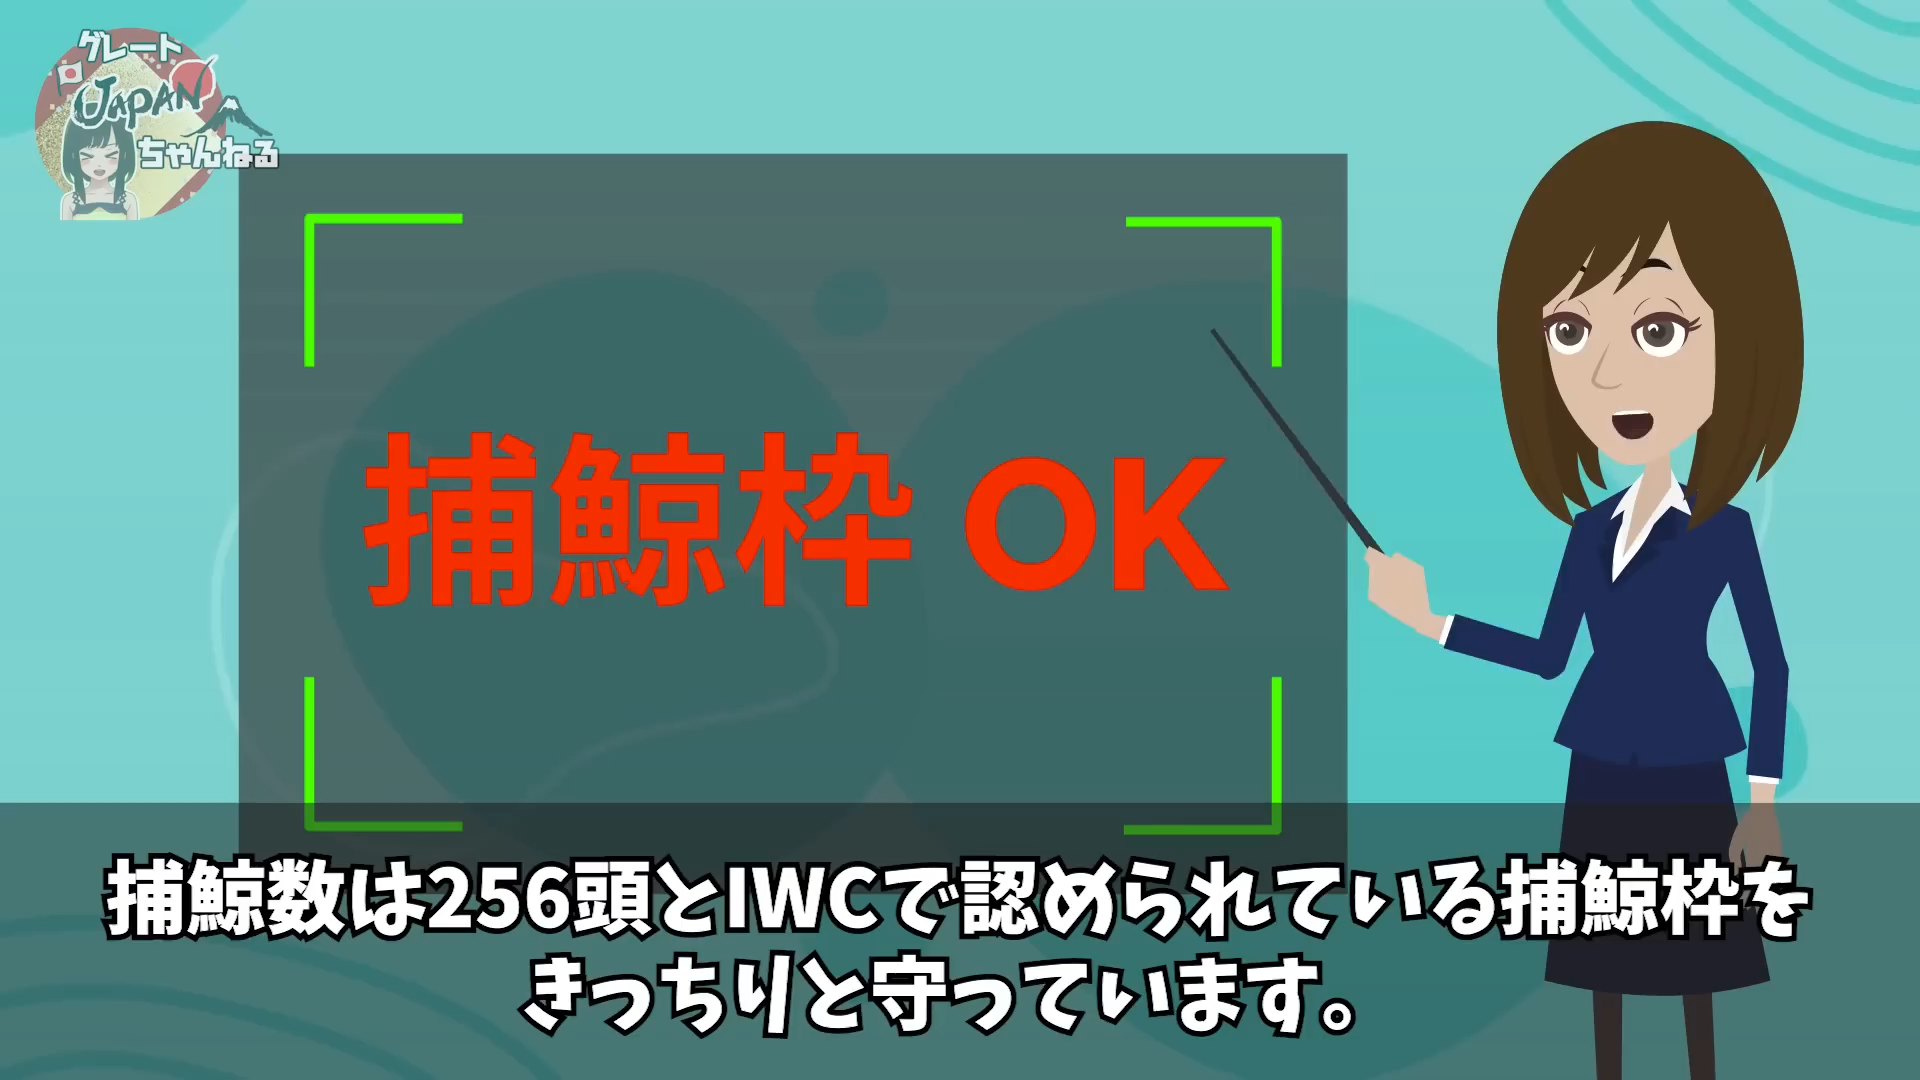 グレート
JAPAN
ちゃんねる
捕鯨枠 OK
捕鯨数は256頭とIWCで認められている捕鯨枠を
きっちりと守っています。